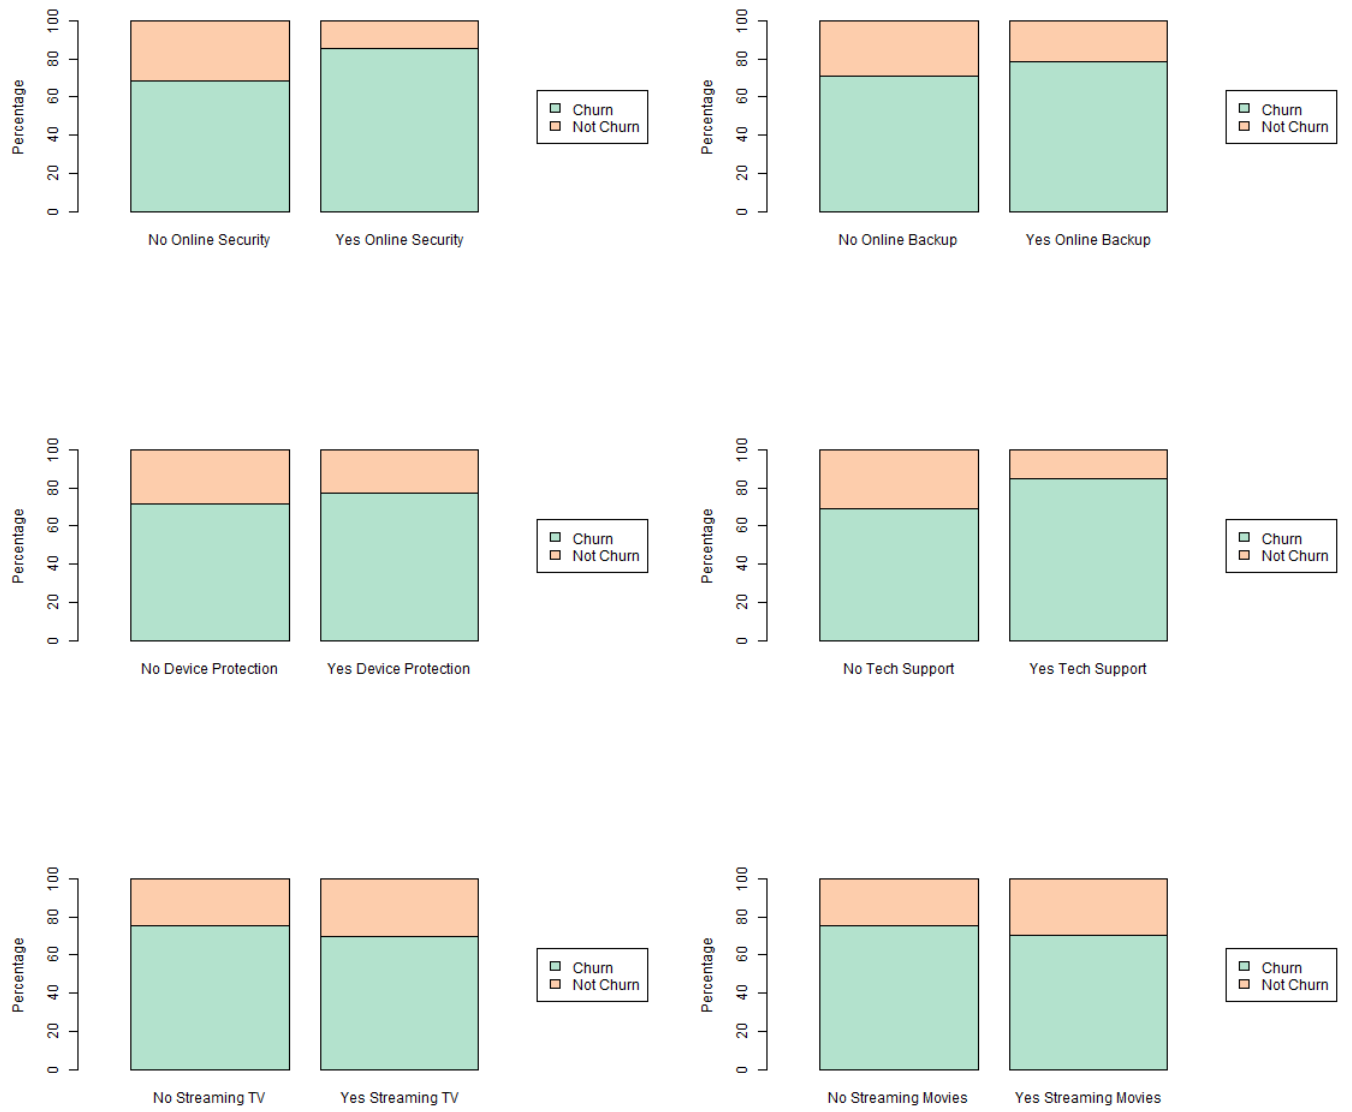 Percentage
0 20 40 60 80 100
No Online Security Yes Online Security
Churn
Not Churn
Percentage
0 20 40 60 80 100
No Online Backup Yes Online Backup
Churn
Not Churn
Percentage
0 20 40 60 80 100
No Device Protection Yes Device Protection
Churn
Not Churn
Percentage
0 20 40 60 80 100
No Tech Support Yes Tech Support
Churn
Not Churn
Percentage
0 20 40 60 80 100
No Streaming TV Yes Streaming TV
Churn
Not Churn
Percentage
0 20 40 60 80 100
No Streaming Movies Yes Streaming Movies
Churn
Not Churn